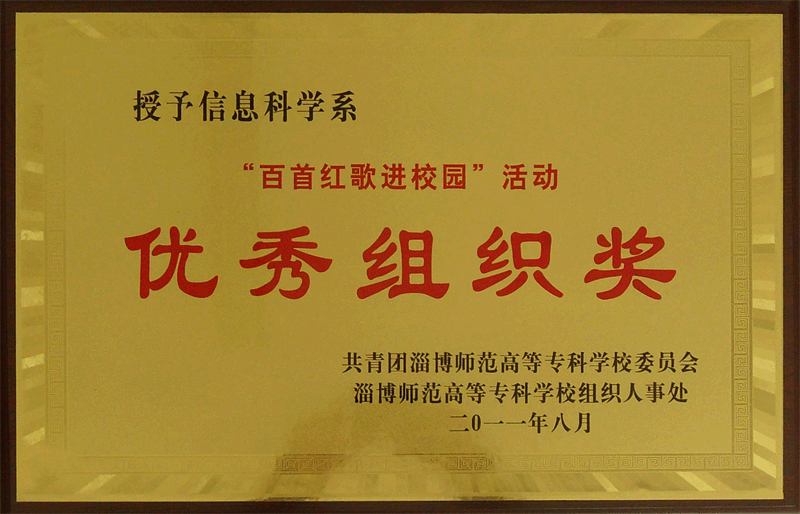 授予信息科学系
“百首红歌进校园”活动
优秀组织奖
共青团淄博师范高等专科学校委员会
淄博师范高等专科学校组织人事处
二0一一年八月